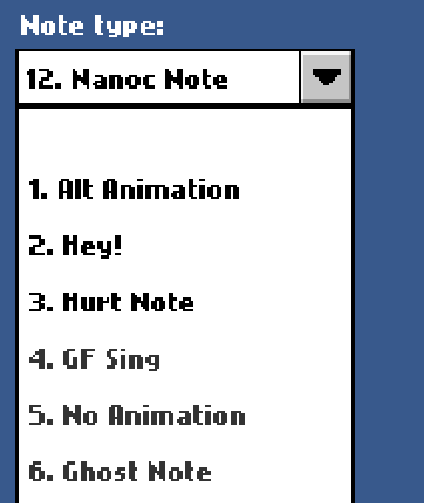 Note type:
12. Nanoc Note
1. Alt Animation
2. Hey!
3. Hurt Note
4. GF Sing
5. No Animation
6. Ghost Note